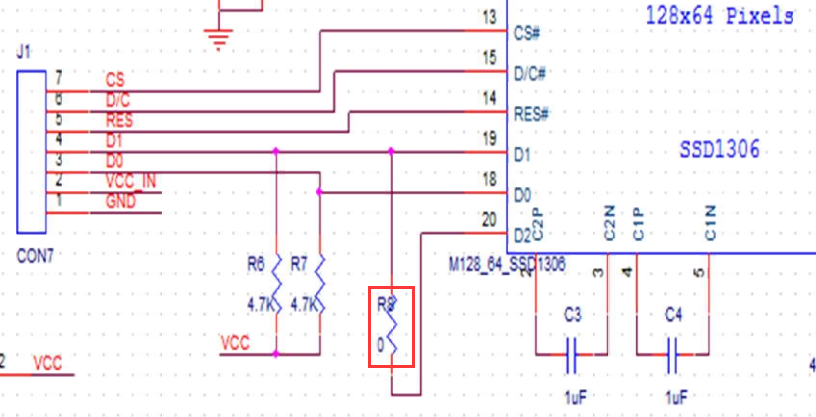 128x64 Pixels
13
CS#
J1
15
D/C#
7
CS
6
D/C
14
RES#
5
RES
4
D1
19
D1
SSD1306
3
D0
2
VCC_IN
18
D0
1
GND
20
D2
C2P
C2N
C1P
C1N
CON7
R6
R7
M128_64_SSD1306
2
3
4
5
4.7K
4.7K
R8
C3
C4
VCC
0
2
VCC
4
1uF
1uF